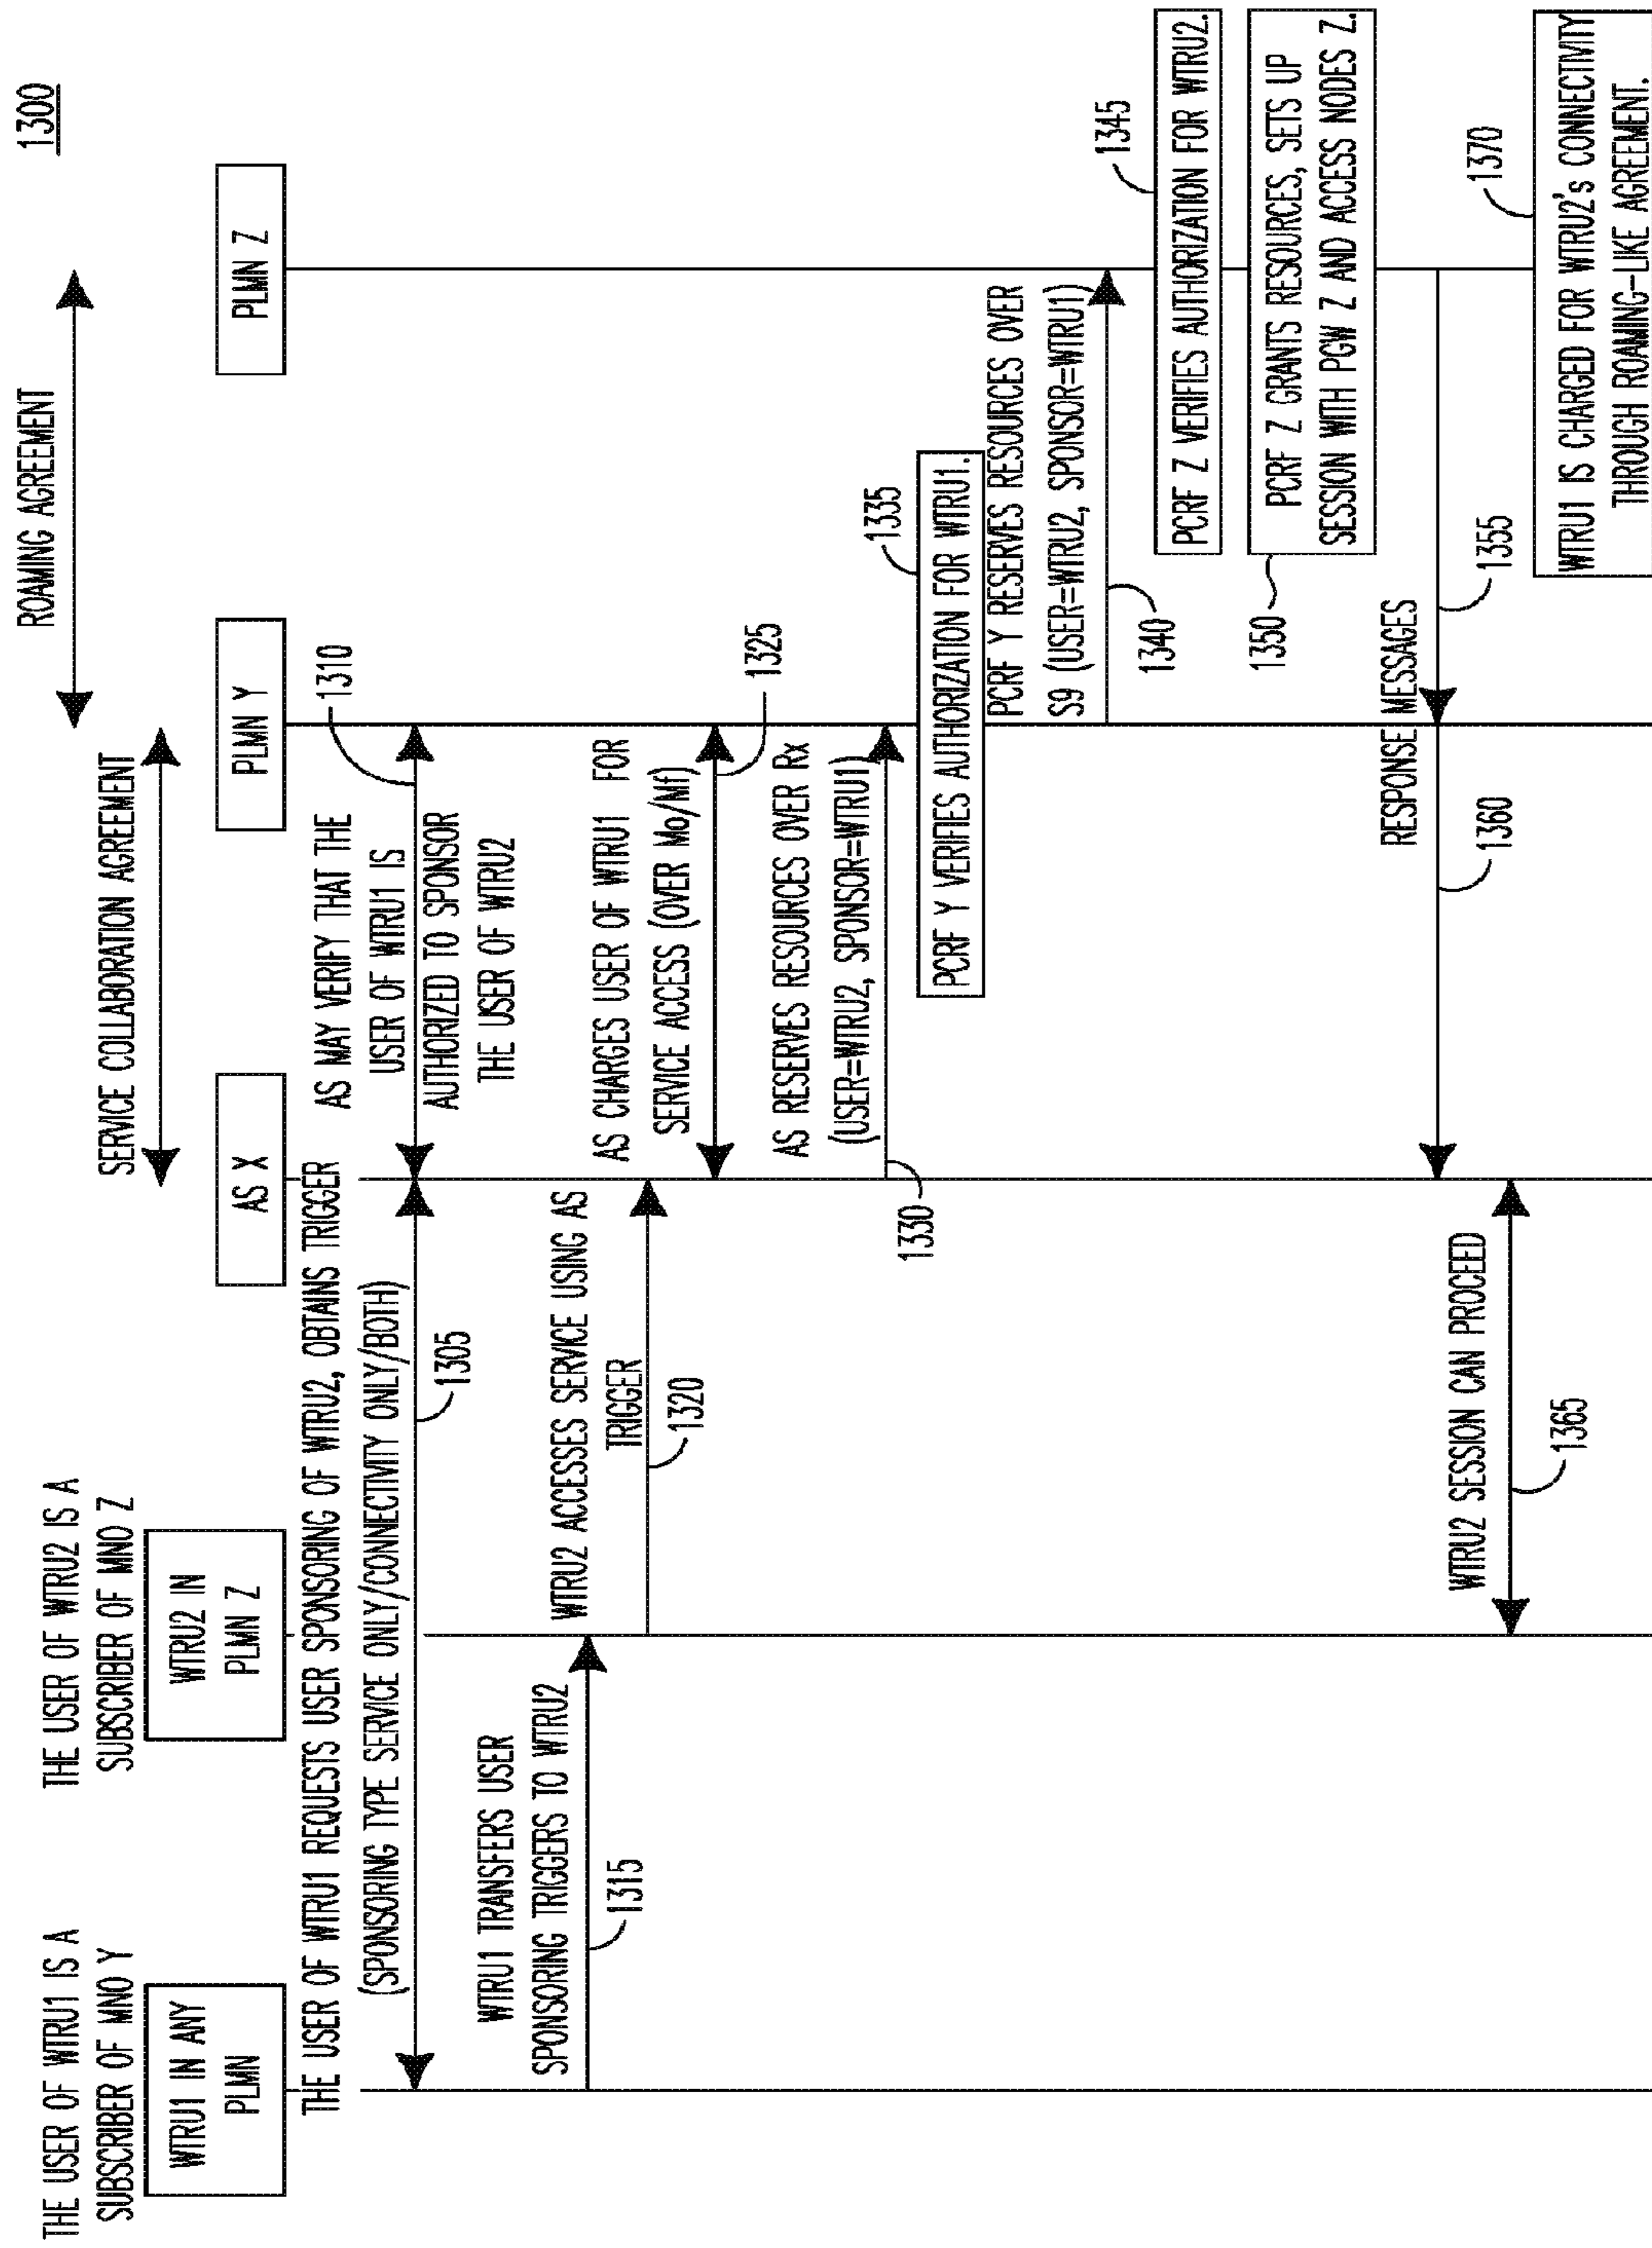 1300
ROAMING AGREEMENT
SERVICE COLLABORATION AGREEMENT
THE USER OF WTRU1 IS A
SUBSCRIBER OF MNO Y
THE USER OF WTRU2 IS A
SUBSCRIBER OF MNO Z
WTRU1 IN ANY
PLMN
WTRU2 IN
PLMN Z
AS X
PLMN Y
PLMN Z
THE USER OF WTRU1 REQUESTS USER SPONSORING OF WTRU2, OBTAINS TRIGGER
(SPONSORING TYPE SERVICE ONLY/CONNECTIVITY ONLY/BOTH)
1305
AS MAY VERIFY THAT THE
USER OF WTRU1 IS
AUTHORIZED TO SPONSOR
THE USER OF WTRU2
1310
WTRU1 TRANSFERS USER
SPONSORING TRIGGERS TO WTRU2
1315
WTRU2 ACCESSES SERVICE USING AS
TRIGGER
1320
AS CHARGES USER OF WTRU1 FOR
SERVICE ACCESS (OVER Mo/Mf)
1325
AS RESERVES RESOURCES OVER Rx
(USER=WTRU2, SPONSOR=WTRU1)
1330
1335
PCRF Y VERIFIES AUTHORIZATION FOR WTRU1.
PCRF Y RESERVES RESOURCES OVER
S9 (USER=WTRU2, SPONSOR=WTRU1)
1340
1345
PCRF Z VERIFIES AUTHORIZATION FOR WTRU2.
1350
PCRF Z GRANTS RESOURCES, SETS UP
SESSION WITH PGW Z AND ACCESS NODES Z.
RESPONSE MESSAGES
1355
1360
WTRU2 SESSION CAN PROCEED
1365
1370
WTRU1 IS CHARGED FOR WTRU2's CONNECTIVITY
THROUGH ROAMING-LIKE AGREEMENT.